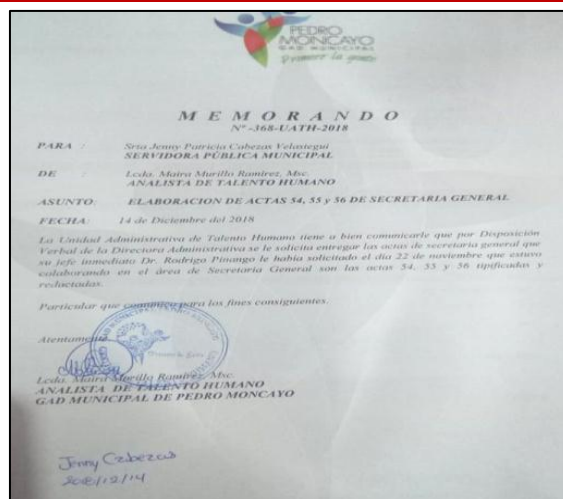 PEDRO
MONCAYO
GAD MUNICIPAL
Primero la gente
M E M O R A N D O
Nº -368-UATH-2018
PARA : Srta Jenny Patricia Cabezas Velastegui
SERVIDORA PÚBLICA MUNICIPAL
DE : Lcda. Maira Murillo Ramírez, Msc
ANALISTA DE TALENTO HUMANO
ASUNTO: ELABORACION DE ACTAS 54, 55 y 56 DE SECRETARIA GENERAL
FECHA: 14 de Diciembre del 2018
La Unidad Administrativa de Talento Humano tiene a bien comunicarle que por Disposición
Verbal de la Directora Administrativa se le solicita entregar las actas de secretaria general que
su jefe inmediato Dr. Rodrigo Pinango le había solicitado el día 22 de noviembre que estuvo
colaborando en el área de Secretaria General son las actas 54, 55 y 56 tipificadas y
redactadas.
Particular que comunico para los fines consiguientes.
Atentamente
Lcda. Maira Murillo Ramírez, Msc.
ANALISTA DE TALENTO HUMANO
GAD MUNICIPAL DE PEDRO MONCAYO
Jenny Cabezas
2018/12/14